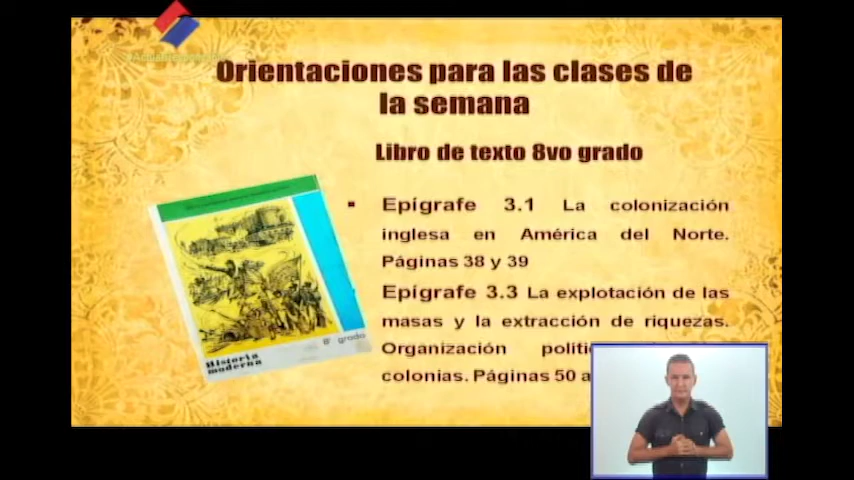 Orientaciones para las clases de
la semana
Libro de texto 8vo grado
Epígrafe 3.1 La colonización
inglesa en América del Norte.
Páginas 38 y 39
Epígrafe 3.3 La explotación de las
masas y la extracción de riquezas.
Organización
colonias. Páginas 50 a
8º grado
Historia
moderna